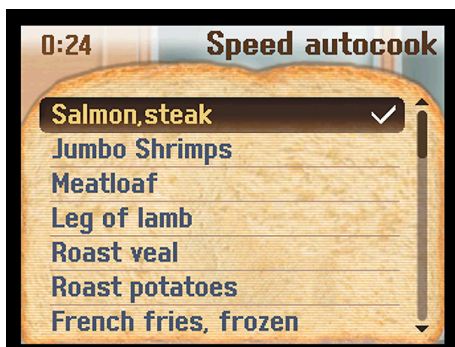 0:24
Speed autocook
Salmon,steak
Jumbo Shrimps
Meatloaf
Leg of lamb
Roast veal
Roast potatoes
French fries, frozen